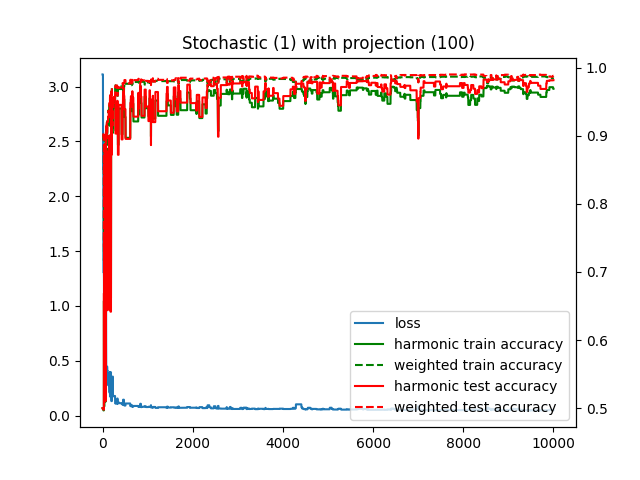 Stochastic (1) with projection (100)
3.0
2.5
2.0
1.5
1.0
0.5
0.0
1.0
0.9
0.8
0.7
0.6
0.5
loss
harmonic train accuracy
weighted train accuracy
harmonic test accuracy
weighted test accuracy
0 2000 4000 6000 8000 10000